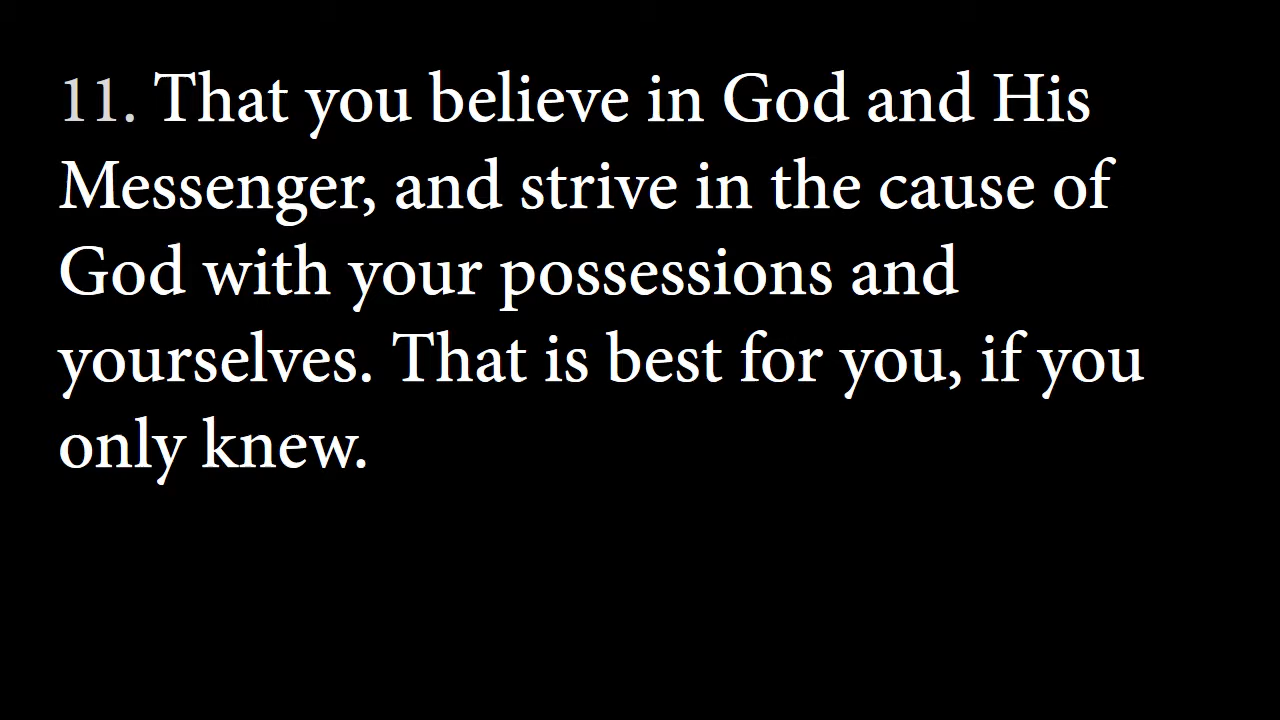 11. That you believe in God and His
Messenger, and strive in the cause of
God with your possessions and
yourselves. That is best for you, if you
only knew.